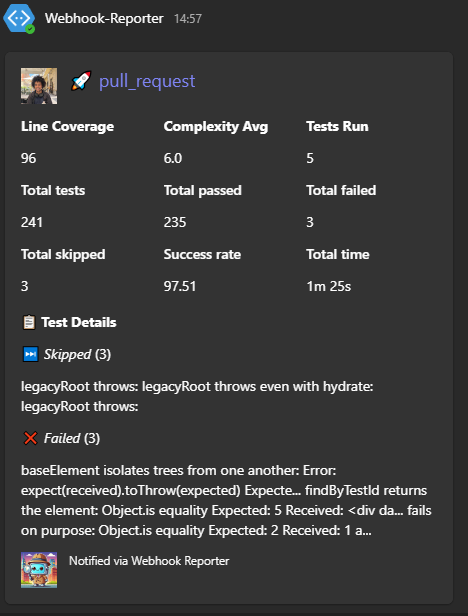 Webhook-Reporter 14:57
🚀 pull_request
Line Coverage Complexity Avg Tests Run
96 6.0 5
Total tests Total passed Total failed
241 235 3
Total skipped Success rate Total time
3 97.51 1m 25s
📋 Test Details
⏭️ Skipped (3)
legacyRoot throws: legacyRoot throws even with hydrate:
legacyRoot throws:
❌ Failed (3)
baseElement isolates trees from one another: Error:
expect(received).toThrow(expected) Expecte... findByTestId returns
the element: Object.is equality Expected: 5 Received: <div da... fails
on purpose: Object.is equality Expected: 2 Received: 1 a...
Notified via Webhook Reporter